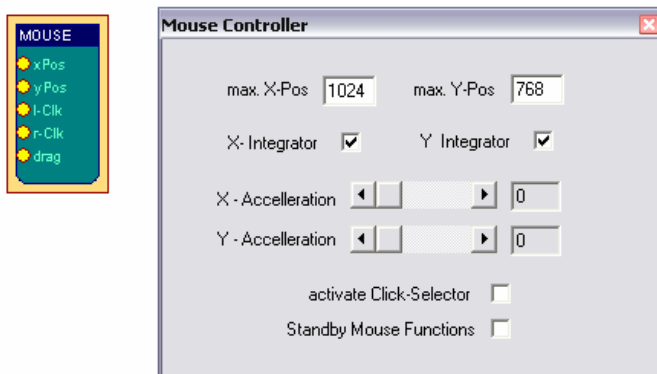 MOUSE
xPos
yPos
l-Clk
r-Clk
drag
Mouse Controller
max. X-Pos 1024 max. Y-Pos 768
X- Integrator Y Integrator
X - Accelleration 0
Y - Accelleration 0
activate Click-Selector
Standby Mouse Functions